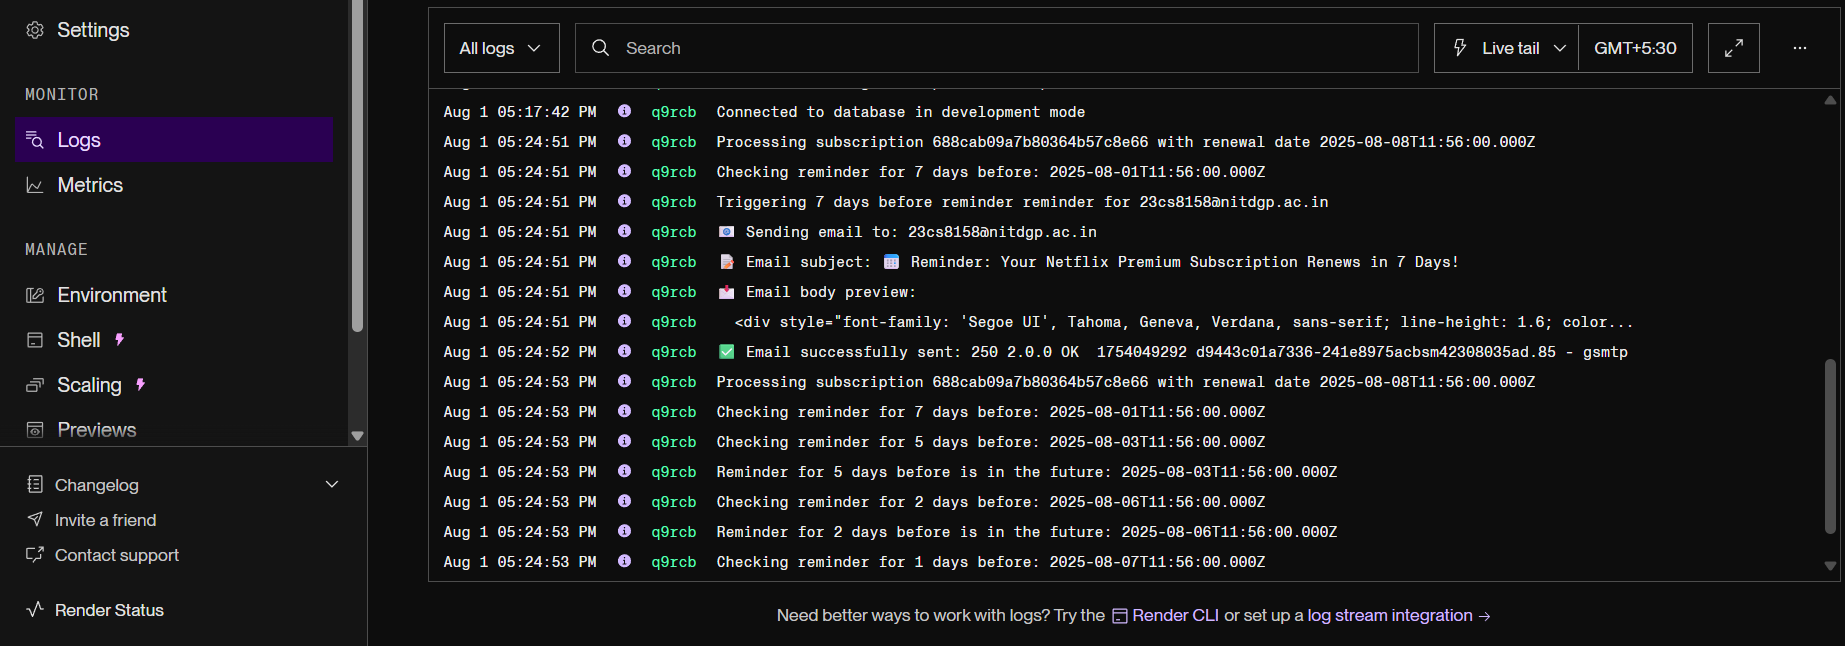 Settings
MONITOR
Logs
Metrics
MANAGE
Environment
Shell
Scaling
Previews
Changelog
Invite a friend
Contact support
Render Status
All logs
Search
Live tail
GMT+5:30
Aug 1 05:17:42 PM q9rcb Connected to database in development mode
Aug 1 05:24:51 PM q9rcb Processing subscription 688cab09a7b80364b57c8e66 with renewal date 2025-08-08T11:56:00.000Z
Aug 1 05:24:51 PM q9rcb Checking reminder for 7 days before: 2025-08-01T11:56:00.000Z
Aug 1 05:24:51 PM q9rcb Triggering 7 days before reminder reminder for 23cs8158@nitdgp.ac.in
Aug 1 05:24:51 PM q9rcb 📧 Sending email to: 23cs8158@nitdgp.ac.in
Aug 1 05:24:51 PM q9rcb 📝 Email subject: 📅 Reminder: Your Netflix Premium Subscription Renews in 7 Days!
Aug 1 05:24:51 PM q9rcb 📩 Email body preview:
Aug 1 05:24:51 PM q9rcb <div style="font-family: 'Segoe UI', Tahoma, Geneva, Verdana, sans-serif; line-height: 1.6; color...
Aug 1 05:24:52 PM q9rcb ✅ Email successfully sent: 250 2.0.0 OK 1754049292 d9443c01a7336-241e8975acbsm42308035ad.85 - gsmtp
Aug 1 05:24:53 PM q9rcb Processing subscription 688cab09a7b80364b57c8e66 with renewal date 2025-08-08T11:56:00.000Z
Aug 1 05:24:53 PM q9rcb Checking reminder for 7 days before: 2025-08-01T11:56:00.000Z
Aug 1 05:24:53 PM q9rcb Checking reminder for 5 days before: 2025-08-03T11:56:00.000Z
Aug 1 05:24:53 PM q9rcb Reminder for 5 days before is in the future: 2025-08-03T11:56:00.000Z
Aug 1 05:24:53 PM q9rcb Checking reminder for 2 days before: 2025-08-06T11:56:00.000Z
Aug 1 05:24:53 PM q9rcb Reminder for 2 days before is in the future: 2025-08-06T11:56:00.000Z
Aug 1 05:24:53 PM q9rcb Checking reminder for 1 days before: 2025-08-07T11:56:00.000Z
Need better ways to work with logs? Try the Render CLI or set up a log stream integration →